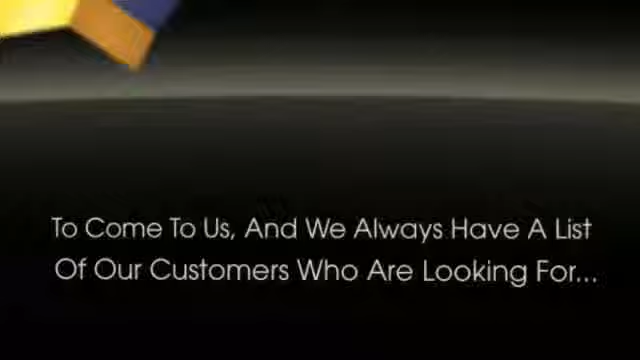 To Come To Us, And We Always Have A List
Of Our Customers Who Are Looking For...